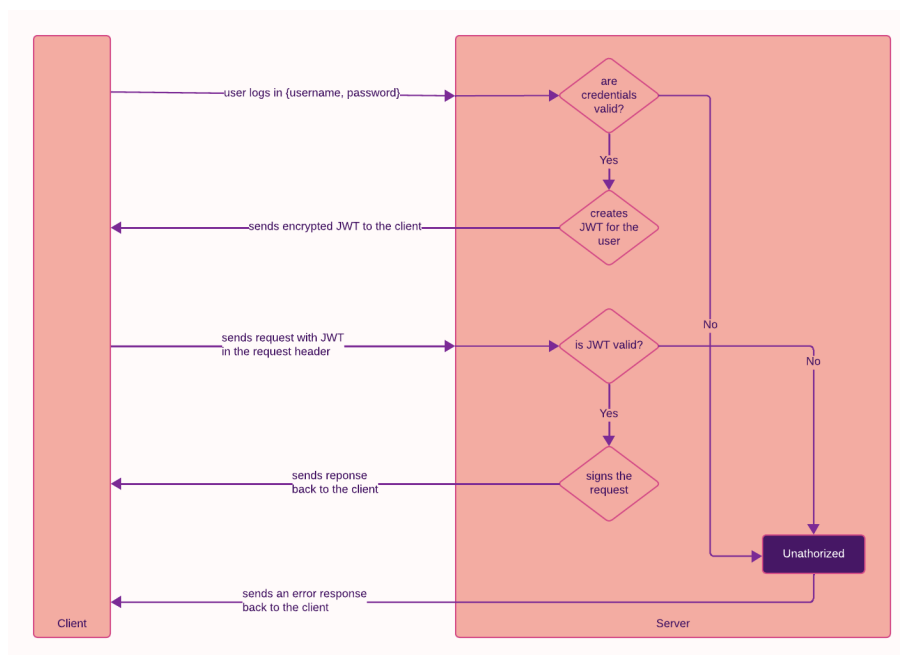 user logs in {username, password}
are
credentials
valid?
Yes
sends encrypted JWT to the client
creates
JWT for the
user
No
sends request with JWT
in the request header
is JWT valid?
No
Yes
sends reponse
back to the client
signs the
request
Unathorized
sends an error response
back to the client
Client
Server